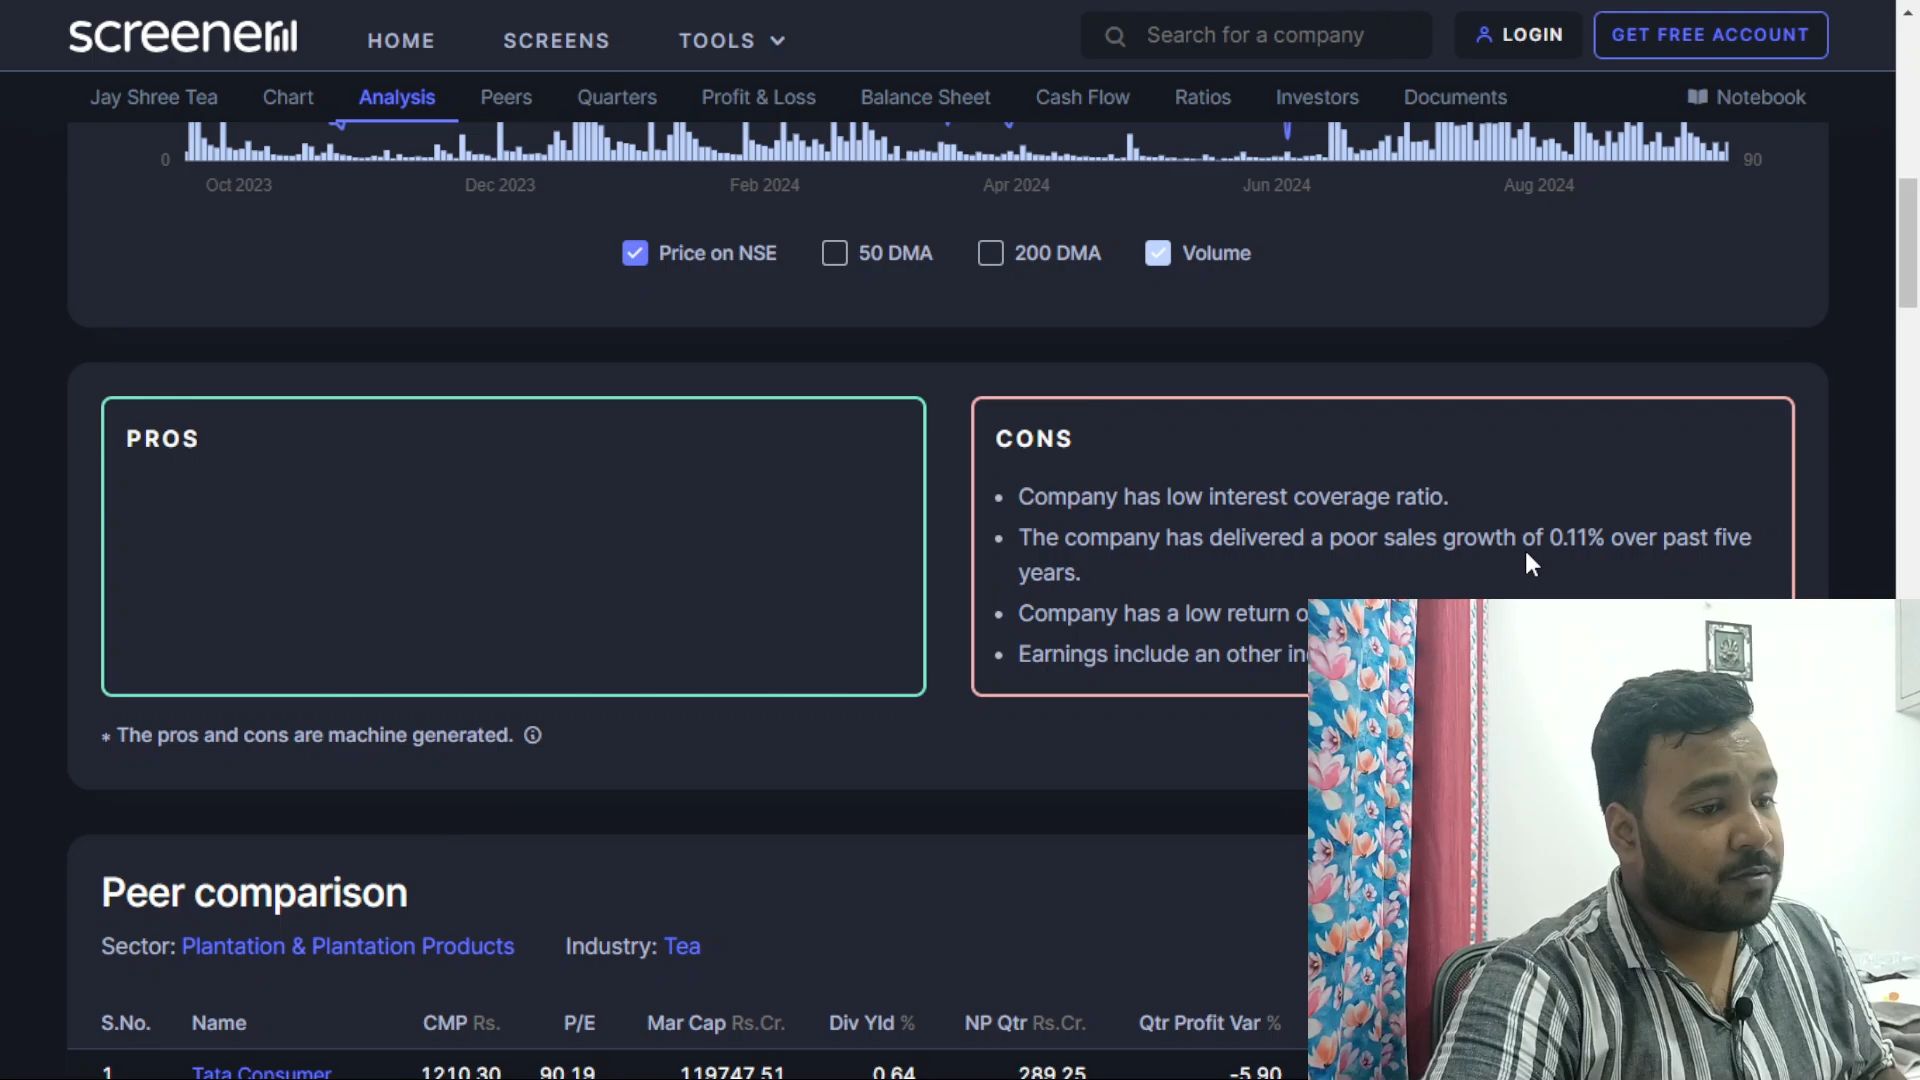 screener
HOME
SCREENS
TOOLS
Search for a company
LOGIN
GET FREE ACCOUNT
Jay Shree Tea
Chart
Analysis
Peers
Quarters
Profit & Loss
Balance Sheet
Cash Flow
Ratios
Investors
Documents
Notebook
0
90
Oct 2023
Dec 2023
Feb 2024
Apr 2024
Jun 2024
Aug 2024
Price on NSE
50 DMA
200 DMA
Volume
PROS
CONS
• Company has low interest coverage ratio.
• The company has delivered a poor sales growth of 0.11% over past five
years.
• Company has a low return o
• Earnings include an other in
* The pros and cons are machine generated.
Peer comparison
Sector: Plantation & Plantation Products
Industry: Tea
S.No. Name CMP Rs. P/E Mar Cap Rs.Cr. Div Yld % NP Qtr Rs.Cr. Qtr Profit Var %
1 Tata Consumer 1210.30 90.19 119747.51 0.64 289.25 -5.90